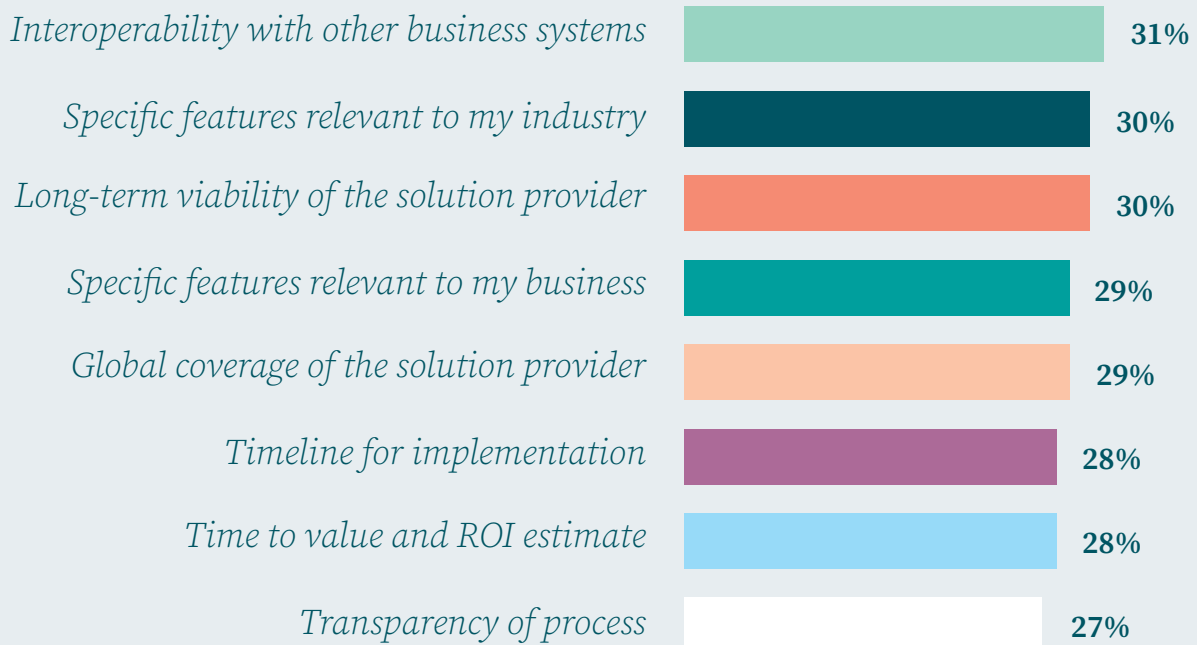 Interoperability with other business systems 31%
Specific features relevant to my industry 30%
Long-term viability of the solution provider 30%
Specific features relevant to my business 29%
Global coverage of the solution provider 29%
Timeline for implementation 28%
Time to value and ROI estimate 28%
Transparency of process 27%